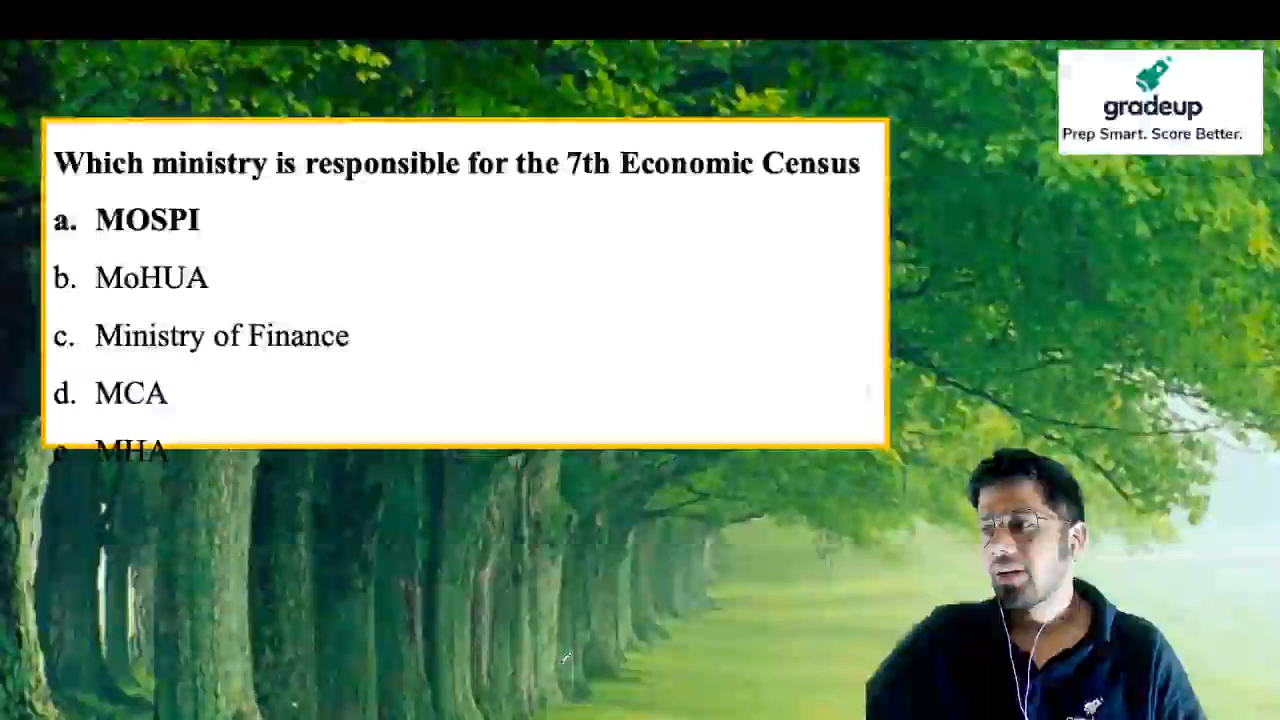 gradeup
Prep Smart. Score Better.
Which ministry is responsible for the 7th Economic Census
a. MOSPI
b. MoHUA
c. Ministry of Finance
d. MCA
e. MHA